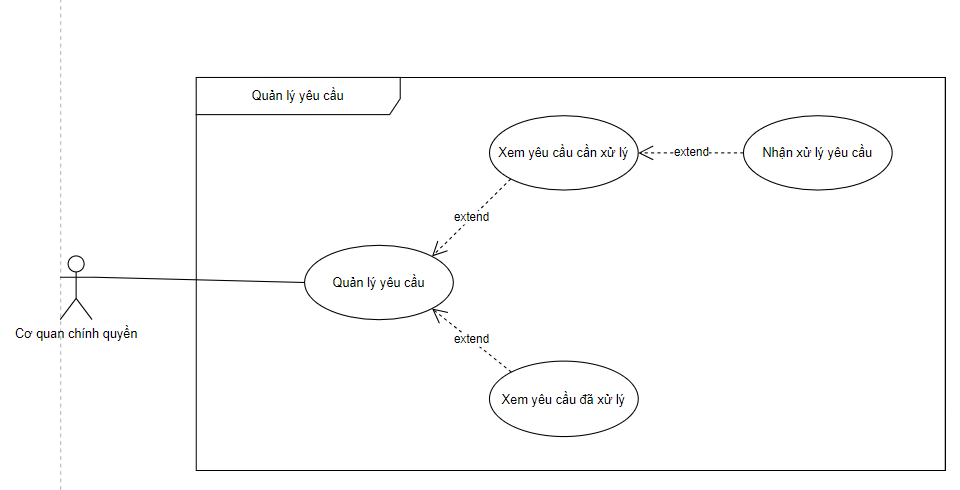 Quản lý yêu cầu
Xem yêu cầu cần xử lý
extend
Nhận xử lý yêu cầu
extend
Quản lý yêu cầu
Cơ quan chính quyền
extend
Xem yêu cầu đã xử lý